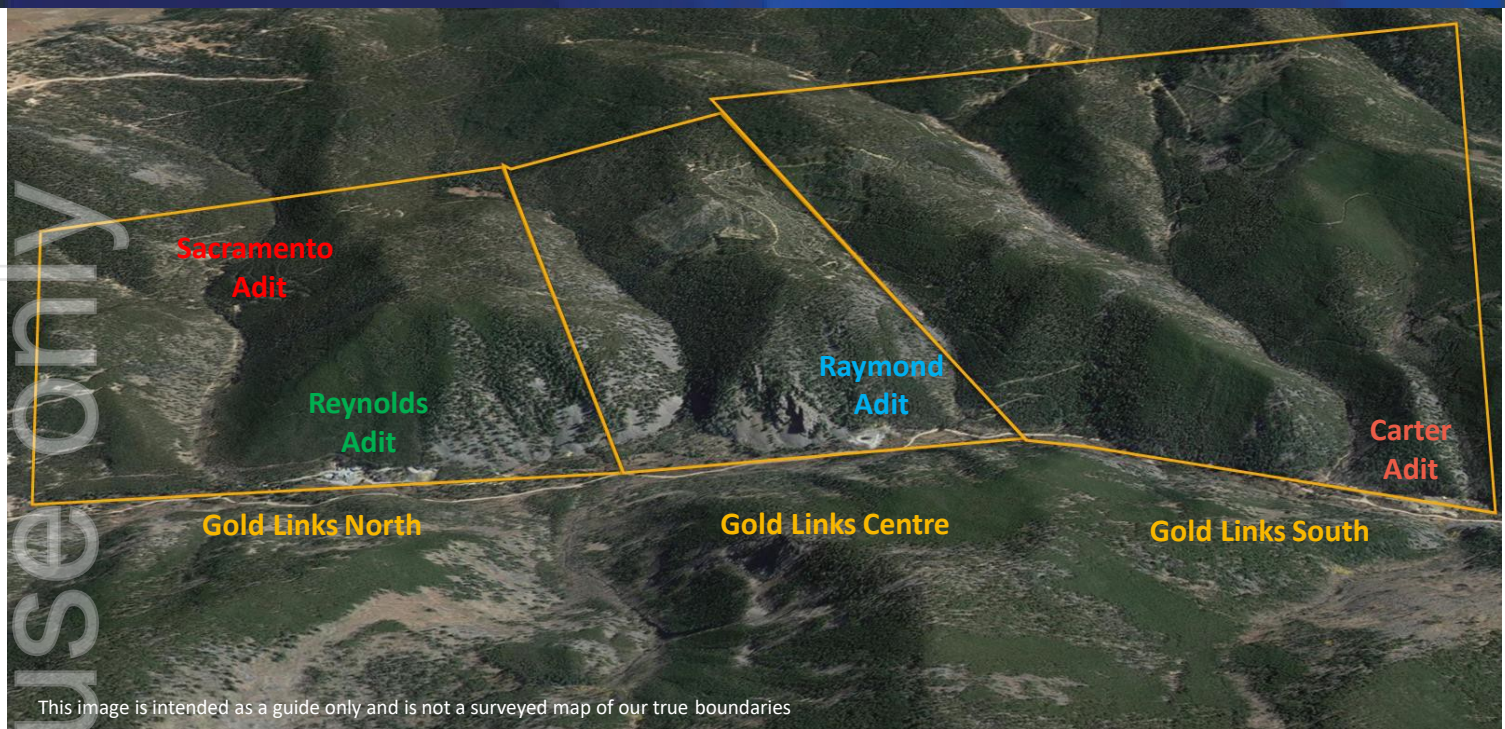 Sacramento
Adit
Reynolds
Adit
Raymond
Adit
Carter
Adit
Gold Links North
Gold Links Centre
Gold Links South
This image is intended as a guide only and is not a surveyed map of our true boundaries
use only